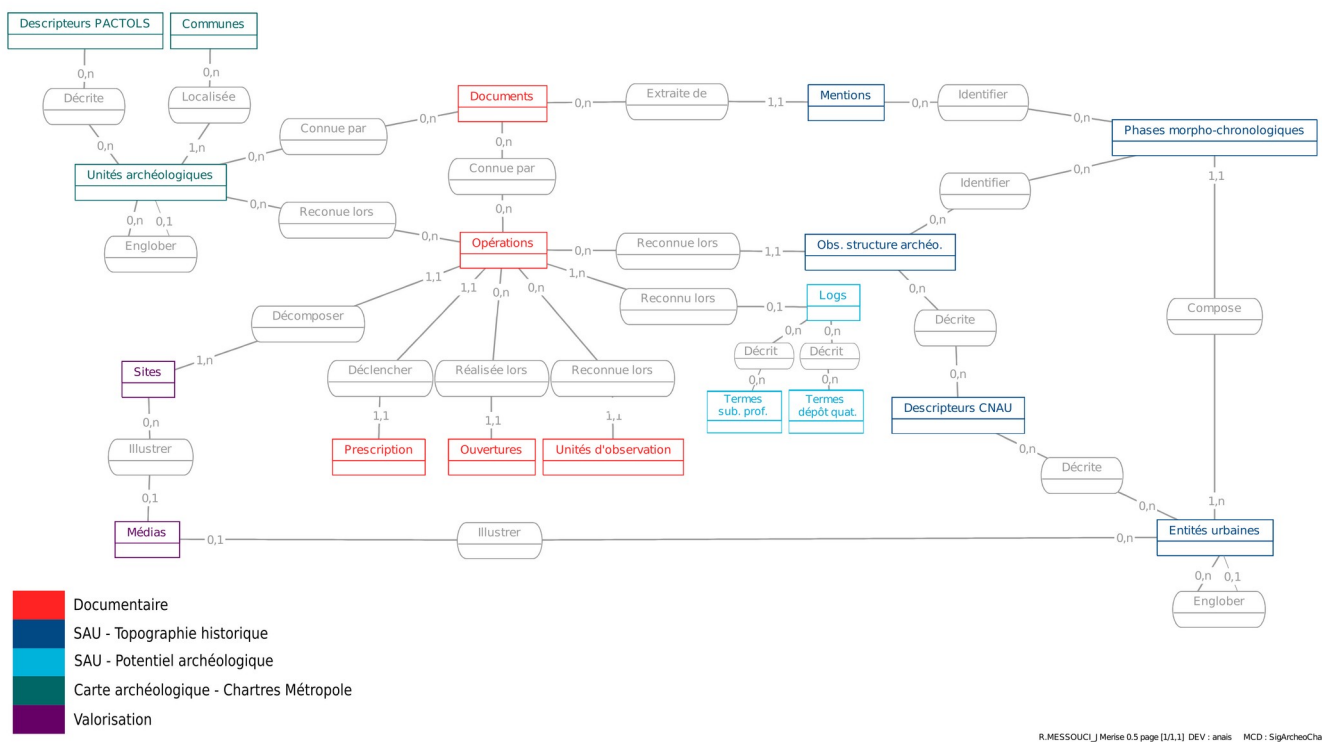 Descripteurs PACTOLS
Communes
0,n
0,n
Décrite
Localisée
0,n
1,n
Unités archéologiques
0,n
0,1
Englober
0,n
Connue par
0,n
0,n
Reconue lors
0,n
Documents
0,n
Extraite de
1,1
Mentions
0,n
Identifier
0,n
Phases morpho-chronologiques
0,n
Connue par
0,n
Opérations
0,n
Reconnue lors
1,1
Obs. structure archéo.
0,n
Identifier
0,n
1,1
Compose
1,n
1,n
Reconnu lors
0,1
Logs
0,n
0,n
Décrit
Décrit
0,n
0,n
Termes
sub. prof.
Termes
dépôt quat.
0,n
Décrite
0,n
Descripteurs CNAU
0,n
Décrite
0,n
1,1
Décomposer
1,n
Sites
1,1
0,n
0,n
Déclencher
Réalisée lors
Reconnue lors
1,1
1,1
1,1
Prescription
Ouvertures
Unités d'observation
0,n
Illustrer
0,1
Médias
0,1
Illustrer
0,n
Entités urbaines
0,n
0,1
Englober
Documentaire
SAU - Topographie historique
SAU - Potentiel archéologique
Carte archéologique - Chartres Métropole
Valorisation
R.MESSOUCI_JMerise 0.5 page [1/1,1] DEV : anais MCD : SigArcheoCha